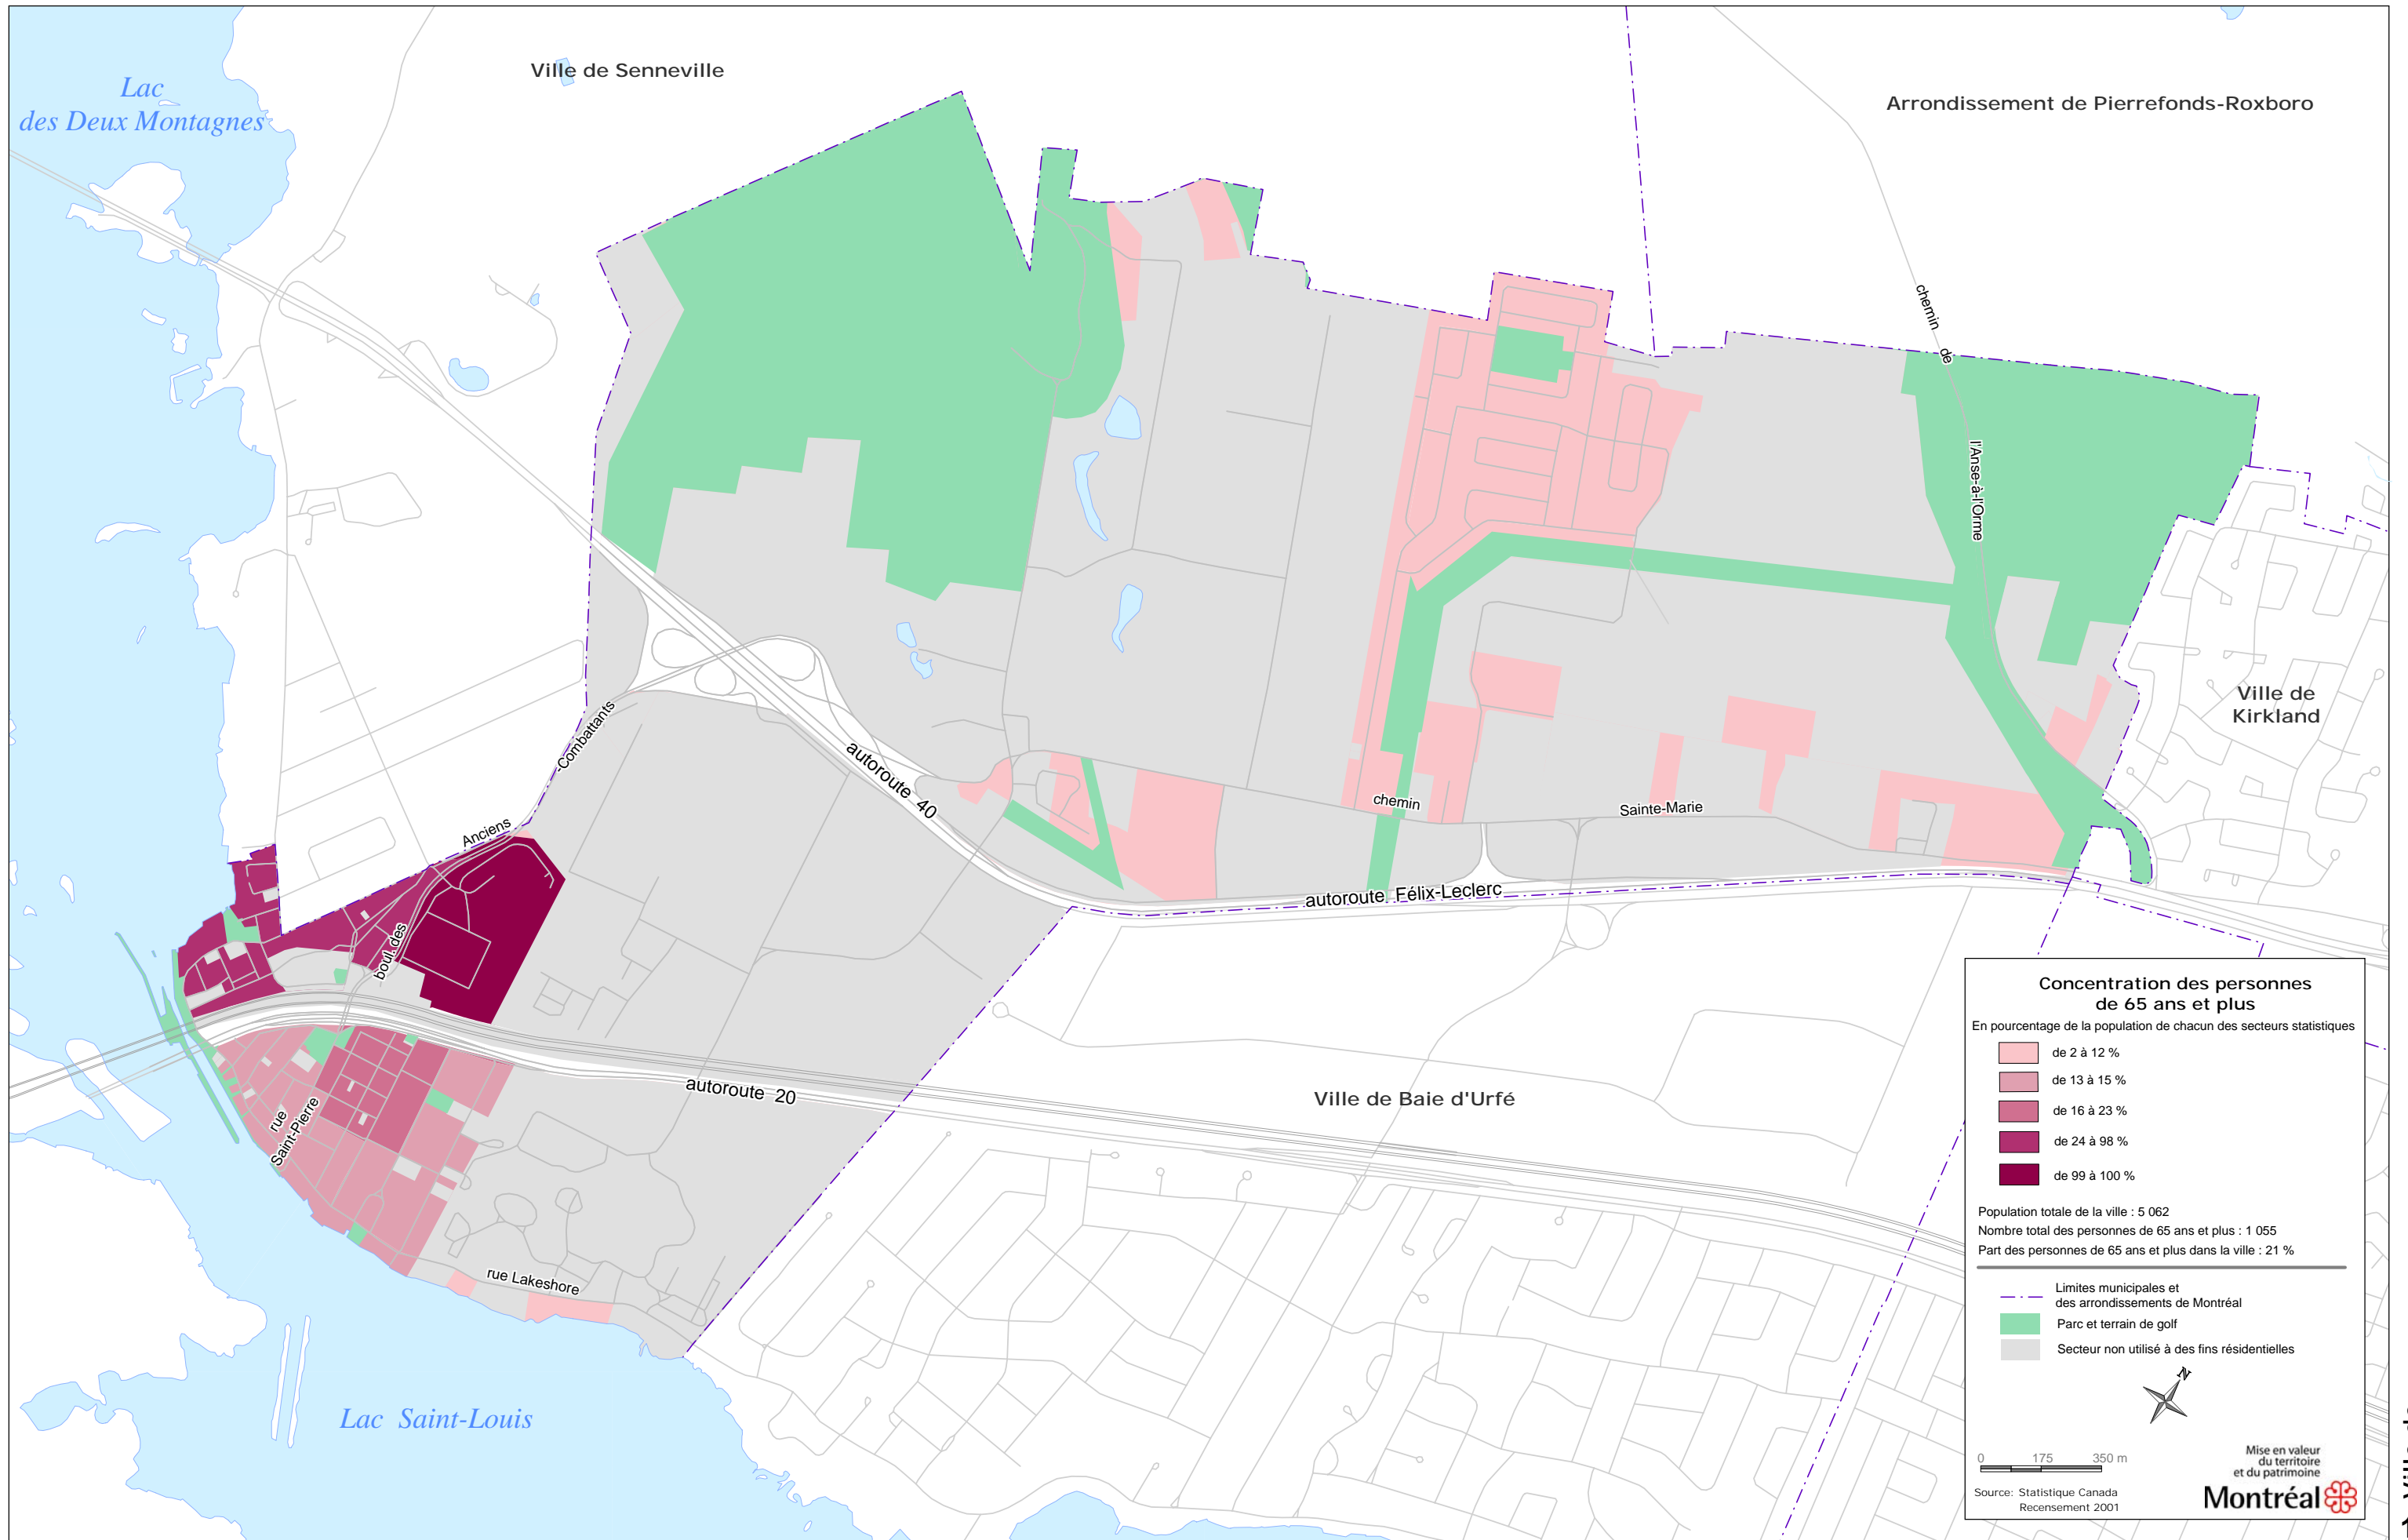 Lac
des Deux Montagnes
Ville de Senneville
Arrondissement de Pierrefonds-Roxboro
chemin
de
l'Anse-à-l'Orme
Ville de
Kirkland
-Combattants
Anciens
boul. des
autoroute 40
chemin
Sainte-Marie
autoroute Félix-Leclerc
autoroute 20
rue
Saint-Pierre
rue Lakeshore
Ville de Baie d'Urfé
Lac Saint-Louis
Concentration des personnes
de 65 ans et plus
En pourcentage de la population de chacun des secteurs statistiques
de 2 à 12 %
de 13 à 15 %
de 16 à 23 %
de 24 à 98 %
de 99 à 100 %
Population totale de la ville : 5 062
Nombre total des personnes de 65 ans et plus : 1 055
Part des personnes de 65 ans et plus dans la ville : 21 %
Limites municipales et
des arrondissements de Montréal
Parc et terrain de golf
Secteur non utilisé à des fins résidentielles
N
0 175 350 m
Source: Statistique Canada
Recensement 2001
Mise en valeur
du territoire
et du patrimoine
Montréal